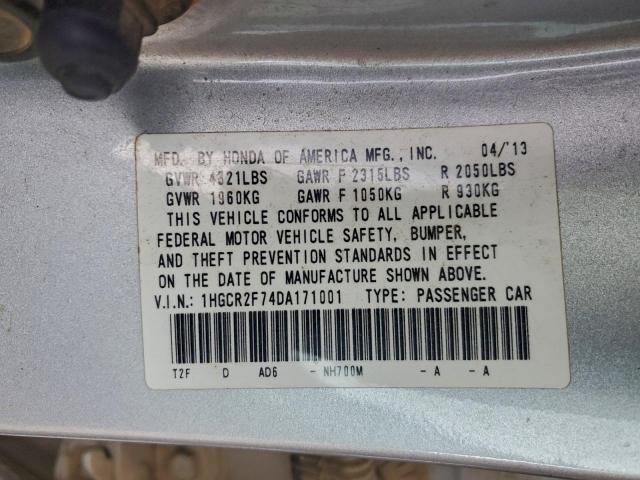 MFD. BY HONDA OF AMERICA MFG., INC. 04/'13
GVWR 4321LBS GAWR F 2315LBS R 2050LBS
GVWR 1960KG GAWR F 1050KG R 930KG
THIS VEHICLE CONFORMS TO ALL APPLICABLE
FEDERAL MOTOR VEHICLE SAFETY, BUMPER,
AND THEFT PREVENTION STANDARDS IN EFFECT
ON THE DATE OF MANUFACTURE SHOWN ABOVE.
V.I.N.: 1HGCR2F74DA171001 TYPE: PASSENGER CAR
T2F D AD6 - NH700M - A - A